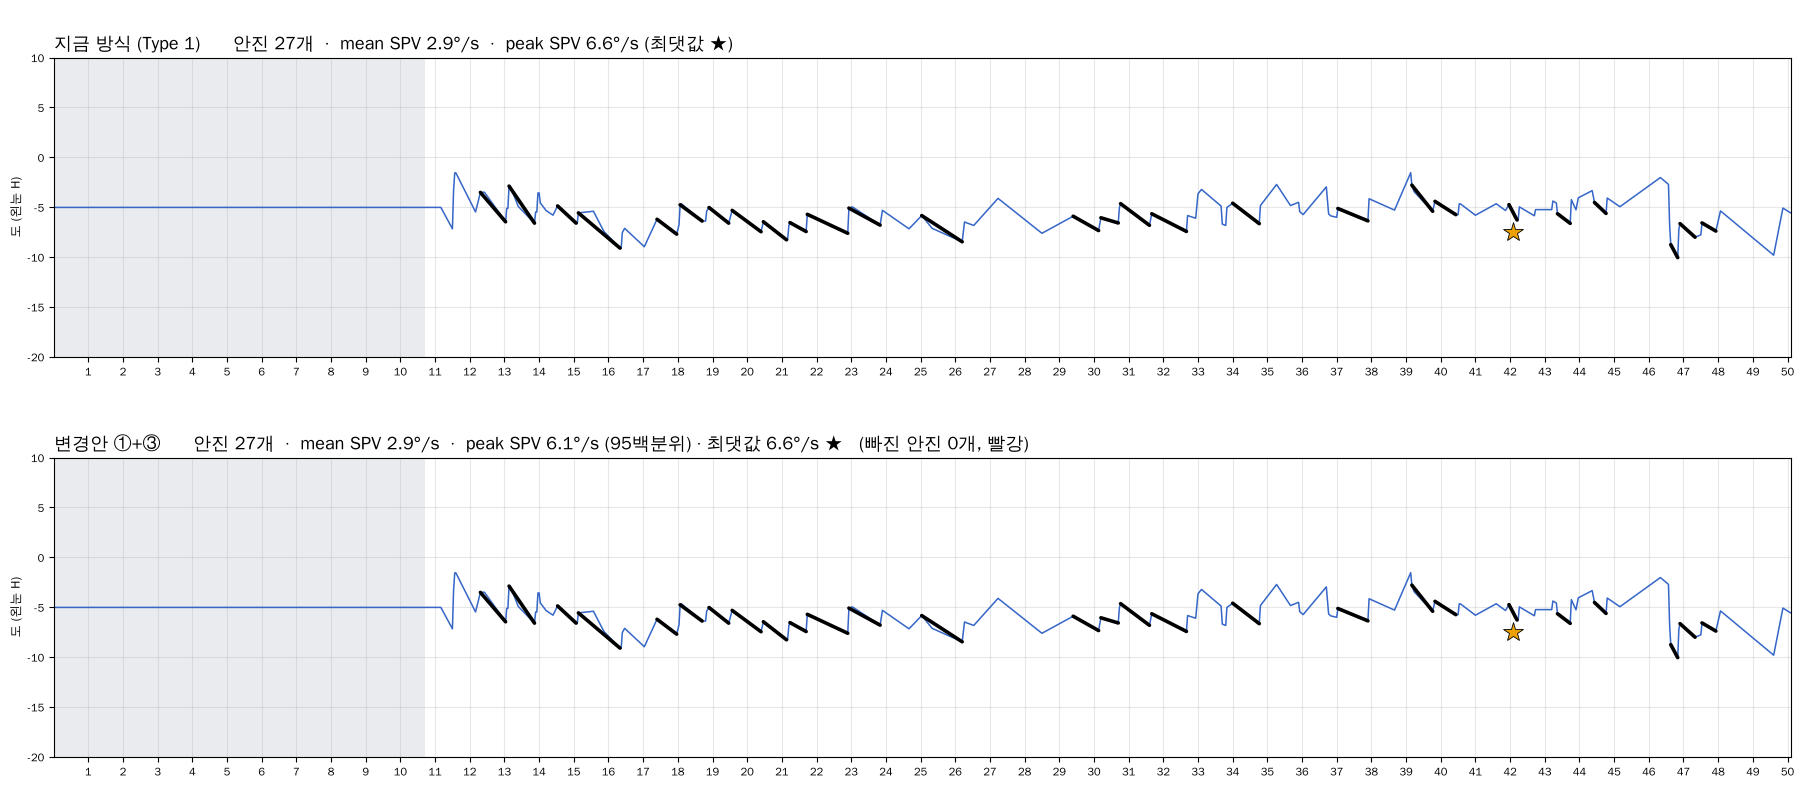 지금 방식 (Type 1) 안진 27개 · mean SPV 2.9°/s · peak SPV 6.6°/s (최댓값 ★)
10
5
0
-5
-10
-15
-20
도 (왼눈 H)
1 2 3 4 5 6 7 8 9 10 11 12 13 14 15 16 17 18 19 20 21 22 23 24 25 26 27 28 29 30 31 32 33 34 35 36 37 38 39 40 41 42 43 44 45 46 47 48 49 50
변경안 ①+③ 안진 27개 · mean SPV 2.9°/s · peak SPV 6.1°/s (95백분위) · 최댓값 6.6°/s ★ (빠진 안진 0개, 빨강)
10
5
0
-5
-10
-15
-20
도 (왼눈 H)
1 2 3 4 5 6 7 8 9 10 11 12 13 14 15 16 17 18 19 20 21 22 23 24 25 26 27 28 29 30 31 32 33 34 35 36 37 38 39 40 41 42 43 44 45 46 47 48 49 50